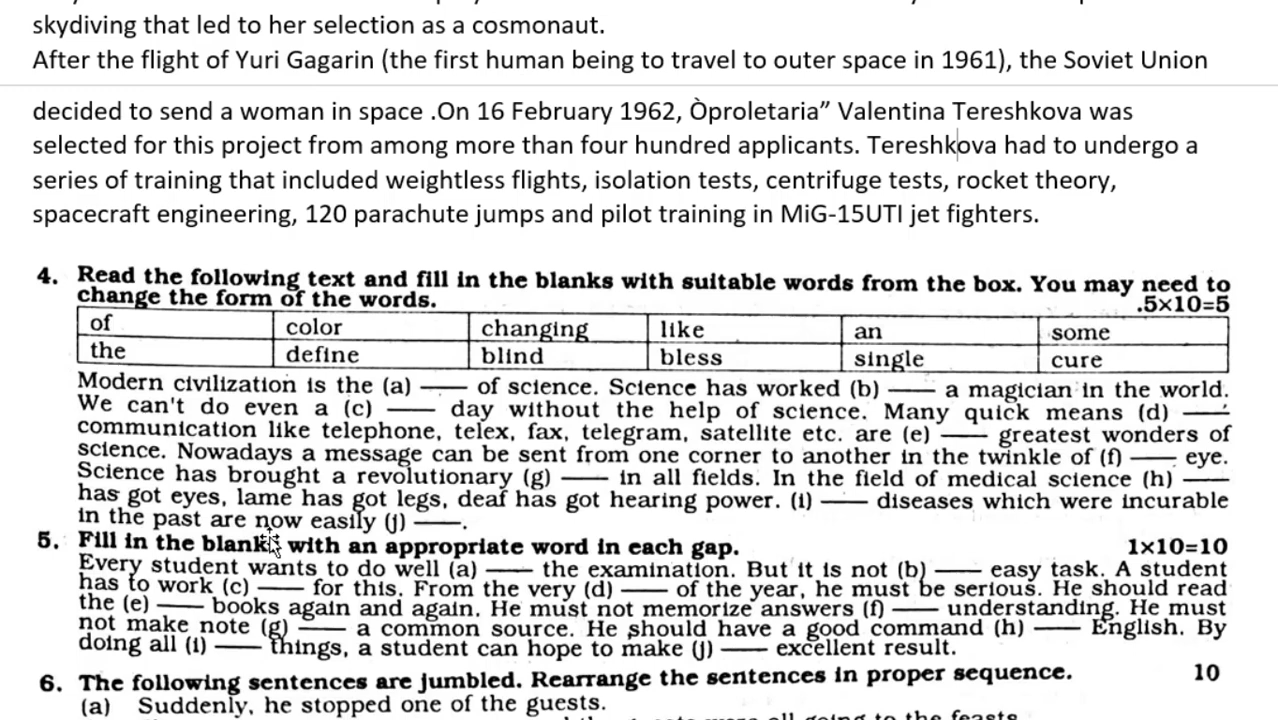 skydiving that led to her selection as a cosmonaut.
After the flight of Yuri Gagarin (the first human being to travel to outer space in 1961), the Soviet Union
decided to send a woman in space .On 16 February 1962, Òproletaria” Valentina Tereshkova was
selected for this project from among more than four hundred applicants. Tereshkova had to undergo a
series of training that included weightless flights, isolation tests, centrifuge tests, rocket theory,
spacecraft engineering, 120 parachute jumps and pilot training in MiG-15UTI jet fighters.
4. Read the following text and fill in the blanks with suitable words from the box. You may need to
change the form of the words. .5×10=5
of color changing like an some
the define blind bless single cure
Modern civilization is the (a) —— of science. Science has worked (b) —— a magician in the world.
We can't do even a (c) —— day without the help of science. Many quick means (d) ——
communication like telephone, telex, fax, telegram, satellite etc. are (e) —— greatest wonders of
science. Nowadays a message can be sent from one corner to another in the twinkle of (f) —— eye.
Science has brought a revolutionary (g) —— in all fields. In the field of medical science (h) ——
has got eyes, lame has got legs, deaf has got hearing power. (i) —— diseases which were incurable
in the past are now easily (j) ——.
5. Fill in the blanks with an appropriate word in each gap. 1×10=10
Every student wants to do well (a) —— the examination. But it is not (b) —— easy task. A student
has to work (c) —— for this. From the very (d) —— of the year, he must be serious. He should read
the (e) —— books again and again. He must not memorize answers (f) —— understanding. He must
not make note (g) —— a common source. He should have a good command (h) —— English. By
doing all (i) —— things, a student can hope to make (j) —— excellent result.
6. The following sentences are jumbled. Rearrange the sentences in proper sequence. 10
(a) Suddenly, he stopped one of the guests.